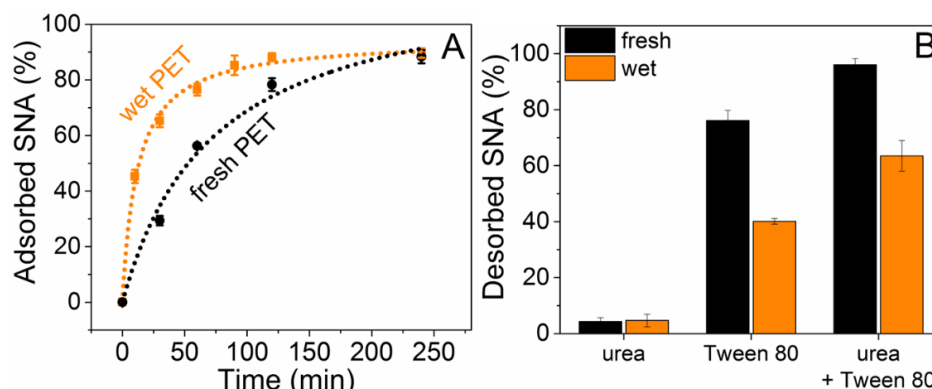 A
Adsorbed SNA (%)
100
80
60
40
20
0
wet PET
fresh PET
0 50 100 150 200 250
Time (min)
B
Desorbed SNA (%)
100
80
60
40
20
0
fresh
wet
urea Tween 80 urea
+ Tween 80